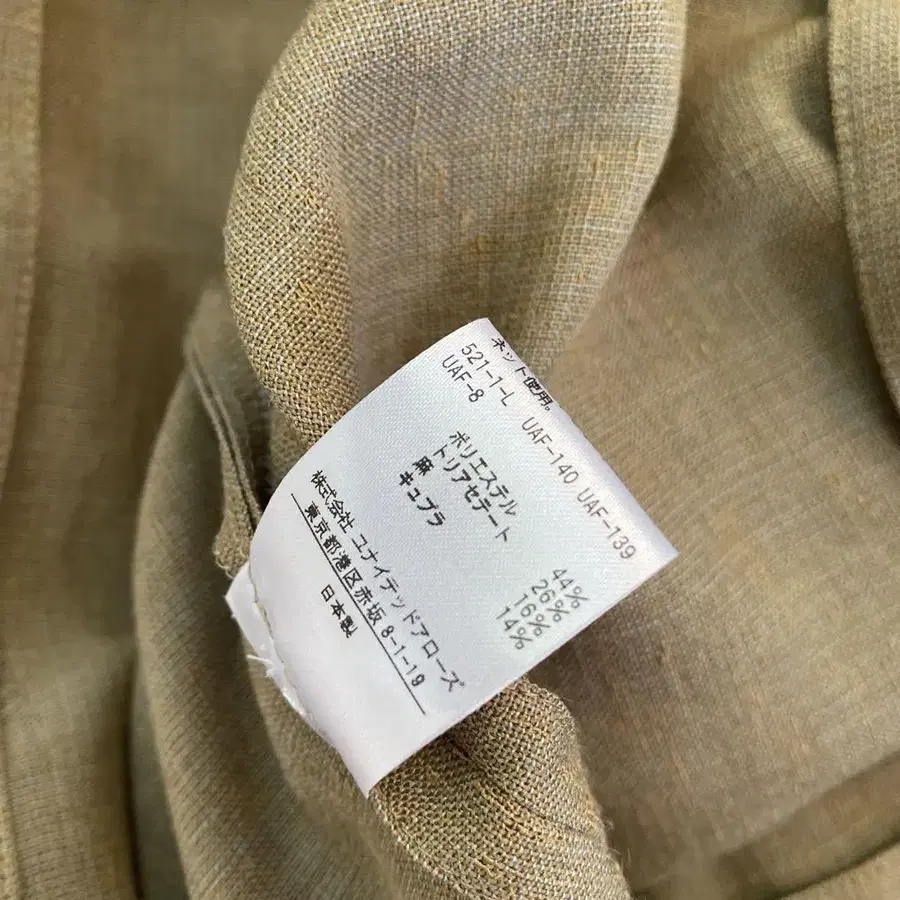 ネット使用。
521-1-L UAF-140 UAF-139
UAF-8
ポリエステル 44%
トリアセテート 26%
麻 16%
キュプラ 14%
株式会社 ユナイテッドアローズ
東京都港区赤坂 8-1-19
日本製